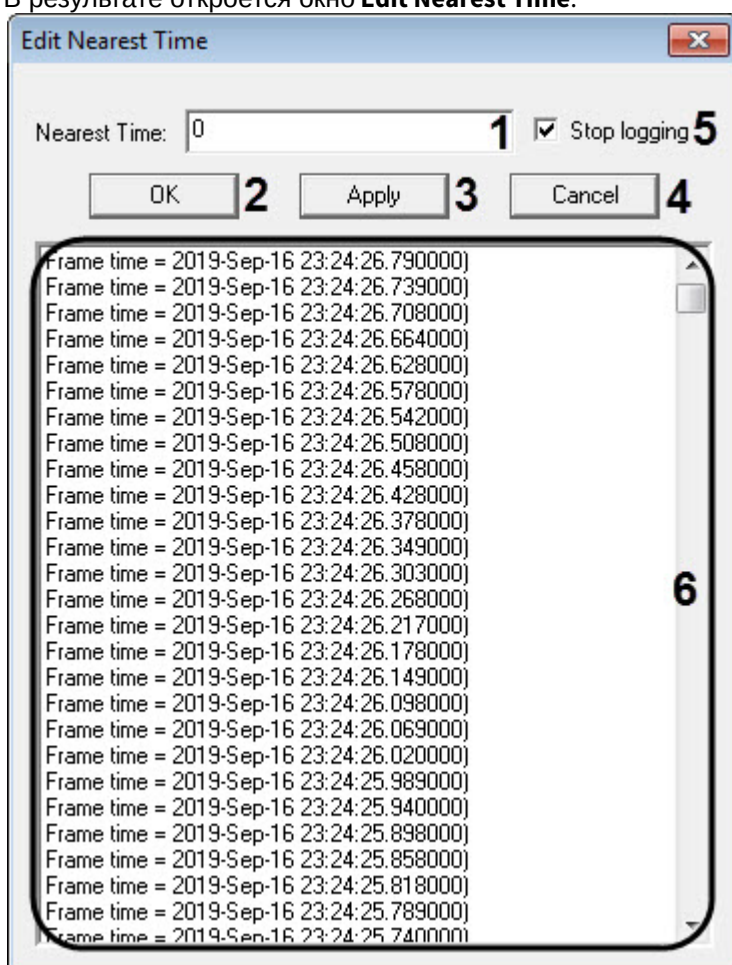 В результате откроется окно Edit Nearest Time.
Edit Nearest Time
Nearest Time: 0 1 Stop logging 5
OK 2 Apply 3 Cancel 4
Frame time = 2019-Sep-16 23:24:26.790000)
Frame time = 2019-Sep-16 23:24:26.739000)
Frame time = 2019-Sep-16 23:24:26.708000)
Frame time = 2019-Sep-16 23:24:26.664000)
Frame time = 2019-Sep-16 23:24:26.628000)
Frame time = 2019-Sep-16 23:24:26.578000)
Frame time = 2019-Sep-16 23:24:26.542000)
Frame time = 2019-Sep-16 23:24:26.508000)
Frame time = 2019-Sep-16 23:24:26.458000)
Frame time = 2019-Sep-16 23:24:26.428000)
Frame time = 2019-Sep-16 23:24:26.378000)
Frame time = 2019-Sep-16 23:24:26.349000)
Frame time = 2019-Sep-16 23:24:26.303000)
6
Frame time = 2019-Sep-16 23:24:26.268000)
Frame time = 2019-Sep-16 23:24:26.217000)
Frame time = 2019-Sep-16 23:24:26.178000)
Frame time = 2019-Sep-16 23:24:26.149000)
Frame time = 2019-Sep-16 23:24:26.098000)
Frame time = 2019-Sep-16 23:24:26.069000)
Frame time = 2019-Sep-16 23:24:26.020000)
Frame time = 2019-Sep-16 23:24:25.989000)
Frame time = 2019-Sep-16 23:24:25.940000)
Frame time = 2019-Sep-16 23:24:25.898000)
Frame time = 2019-Sep-16 23:24:25.858000)
Frame time = 2019-Sep-16 23:24:25.818000)
Frame time = 2019-Sep-16 23:24:25.789000)
Frame time = 2019-Sep-16 23:24:25.740000)